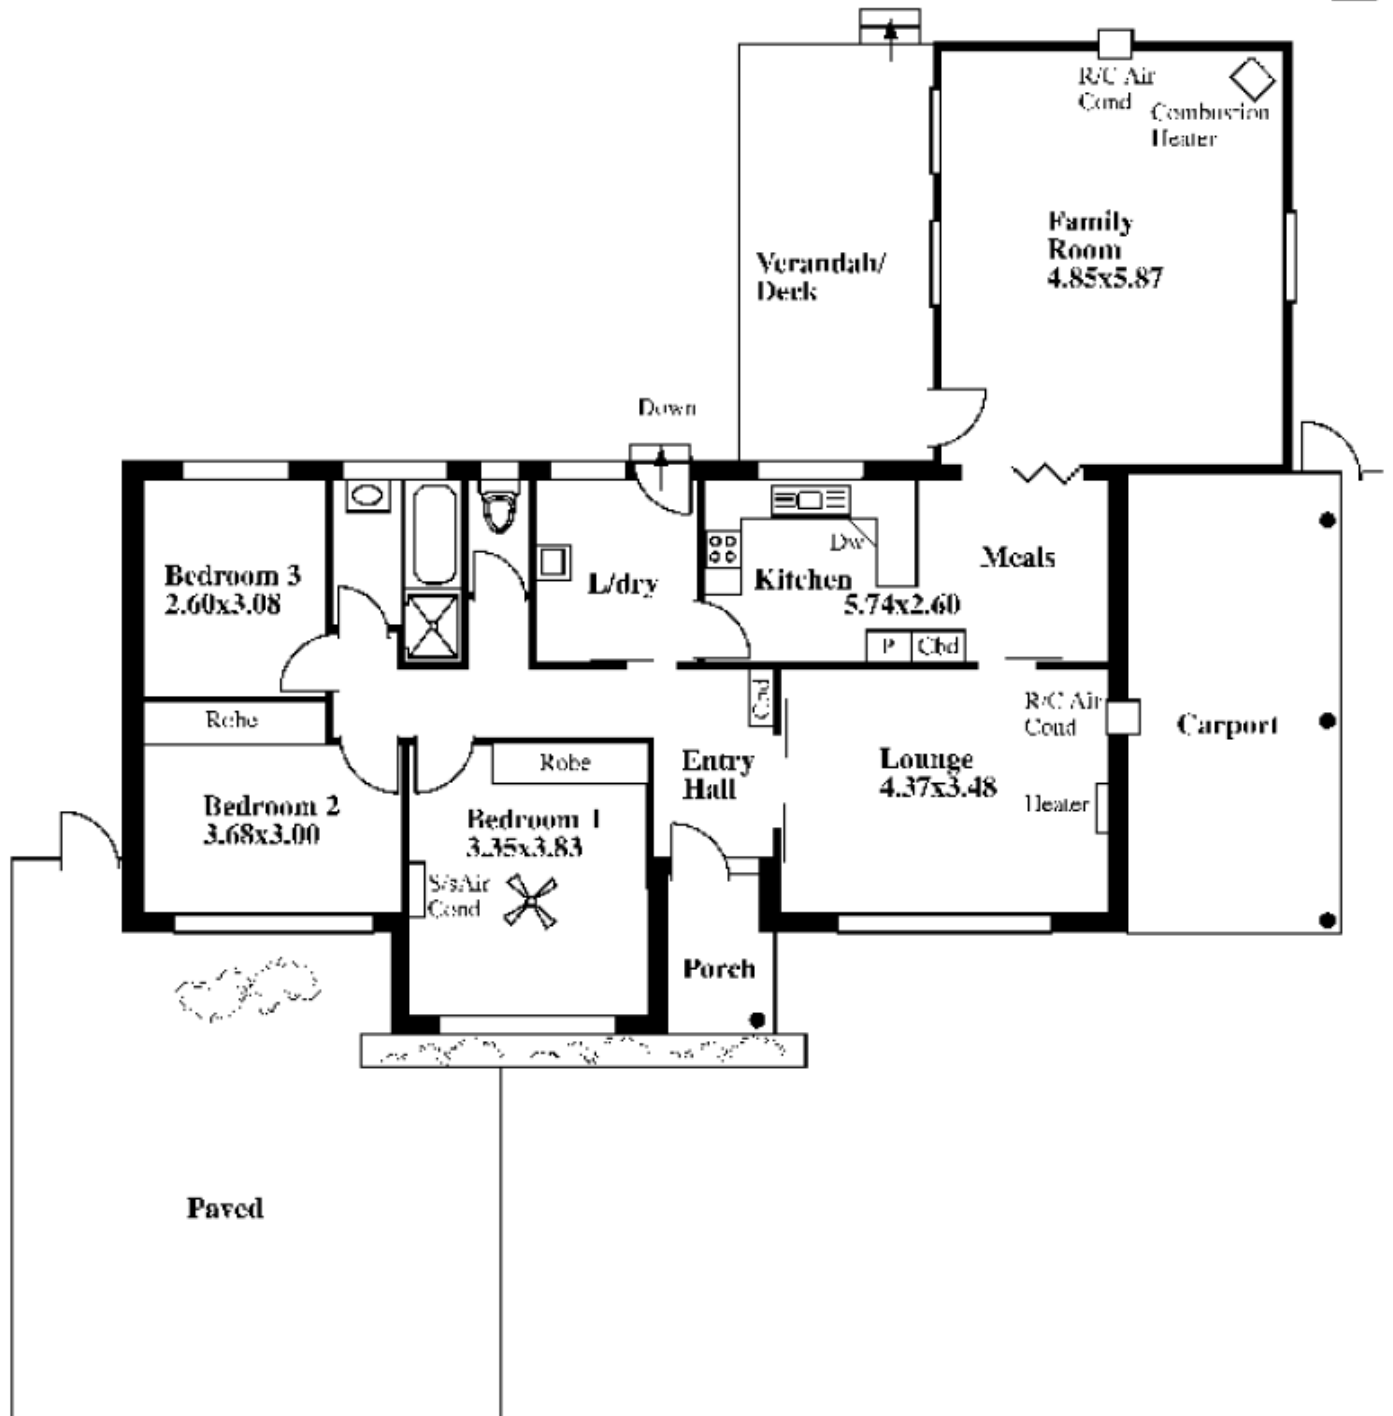 R/C Air
Cond
Combustion
Heater
Family
Room
4.85x5.87
Verandah/
Deck
Down
Bedroom 3
2.60x3.08
L/dry
Kitchen
Dw
5.74x2.60
Meals
P
Cbd
Robe
Cpd
Entry
Hall
Robe
R/C Air
Cond
Lounge
4.37x3.48
Heater
Carport
Bedroom 2
3.68x3.00
Bedroom 1
3.35x3.83
S/sAir
Cond
Porch
Paved